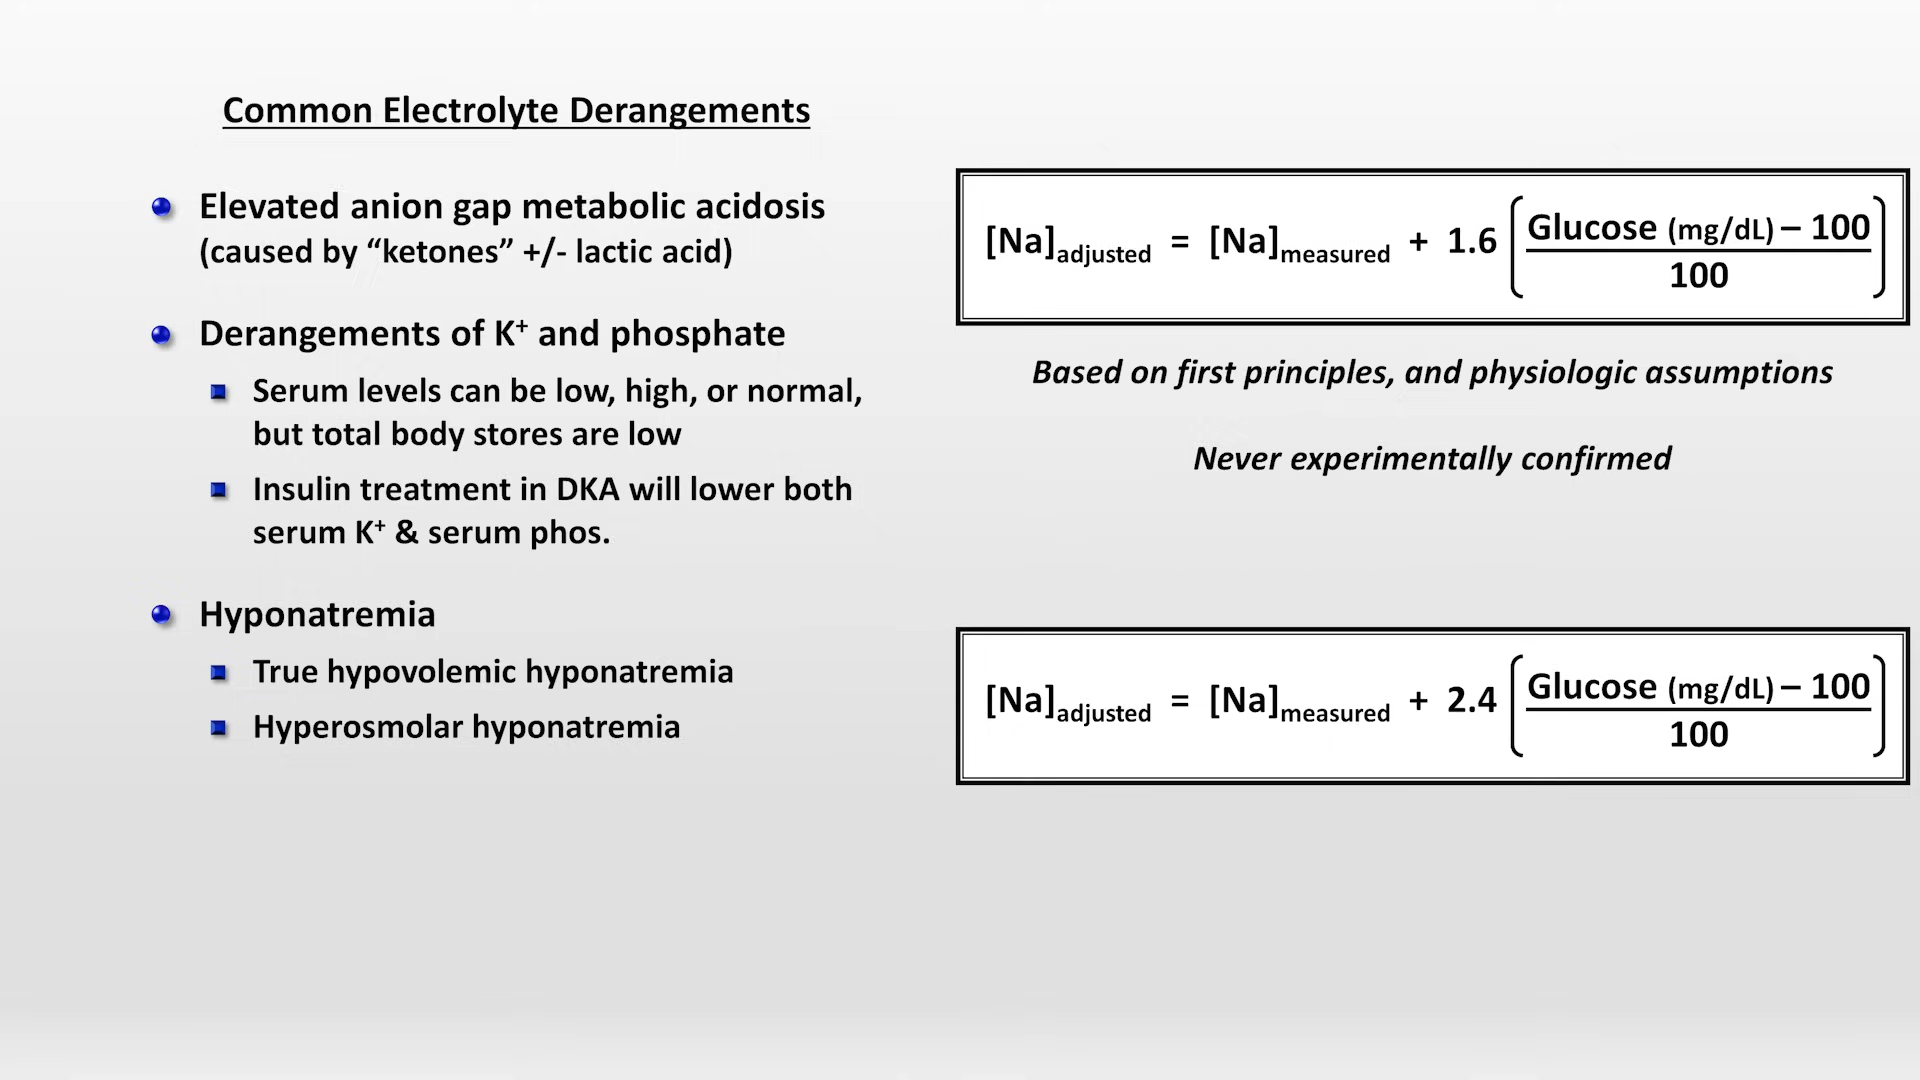 Common Electrolyte Derangements
Elevated anion gap metabolic acidosis
(caused by “ketones” +/- lactic acid)
Derangements of K⁺ and phosphate
Serum levels can be low, high, or normal,
but total body stores are low
Insulin treatment in DKA will lower both
serum K⁺ & serum phos.
Hyponatremia
True hypovolemic hyponatremia
Hyperosmolar hyponatremia
[Na]adjusted = [Na]measured + 1.6 (Glucose (mg/dL) – 100
100)
Based on first principles, and physiologic assumptions
Never experimentally confirmed
[Na]adjusted = [Na]measured + 2.4 (Glucose (mg/dL) – 100
100)